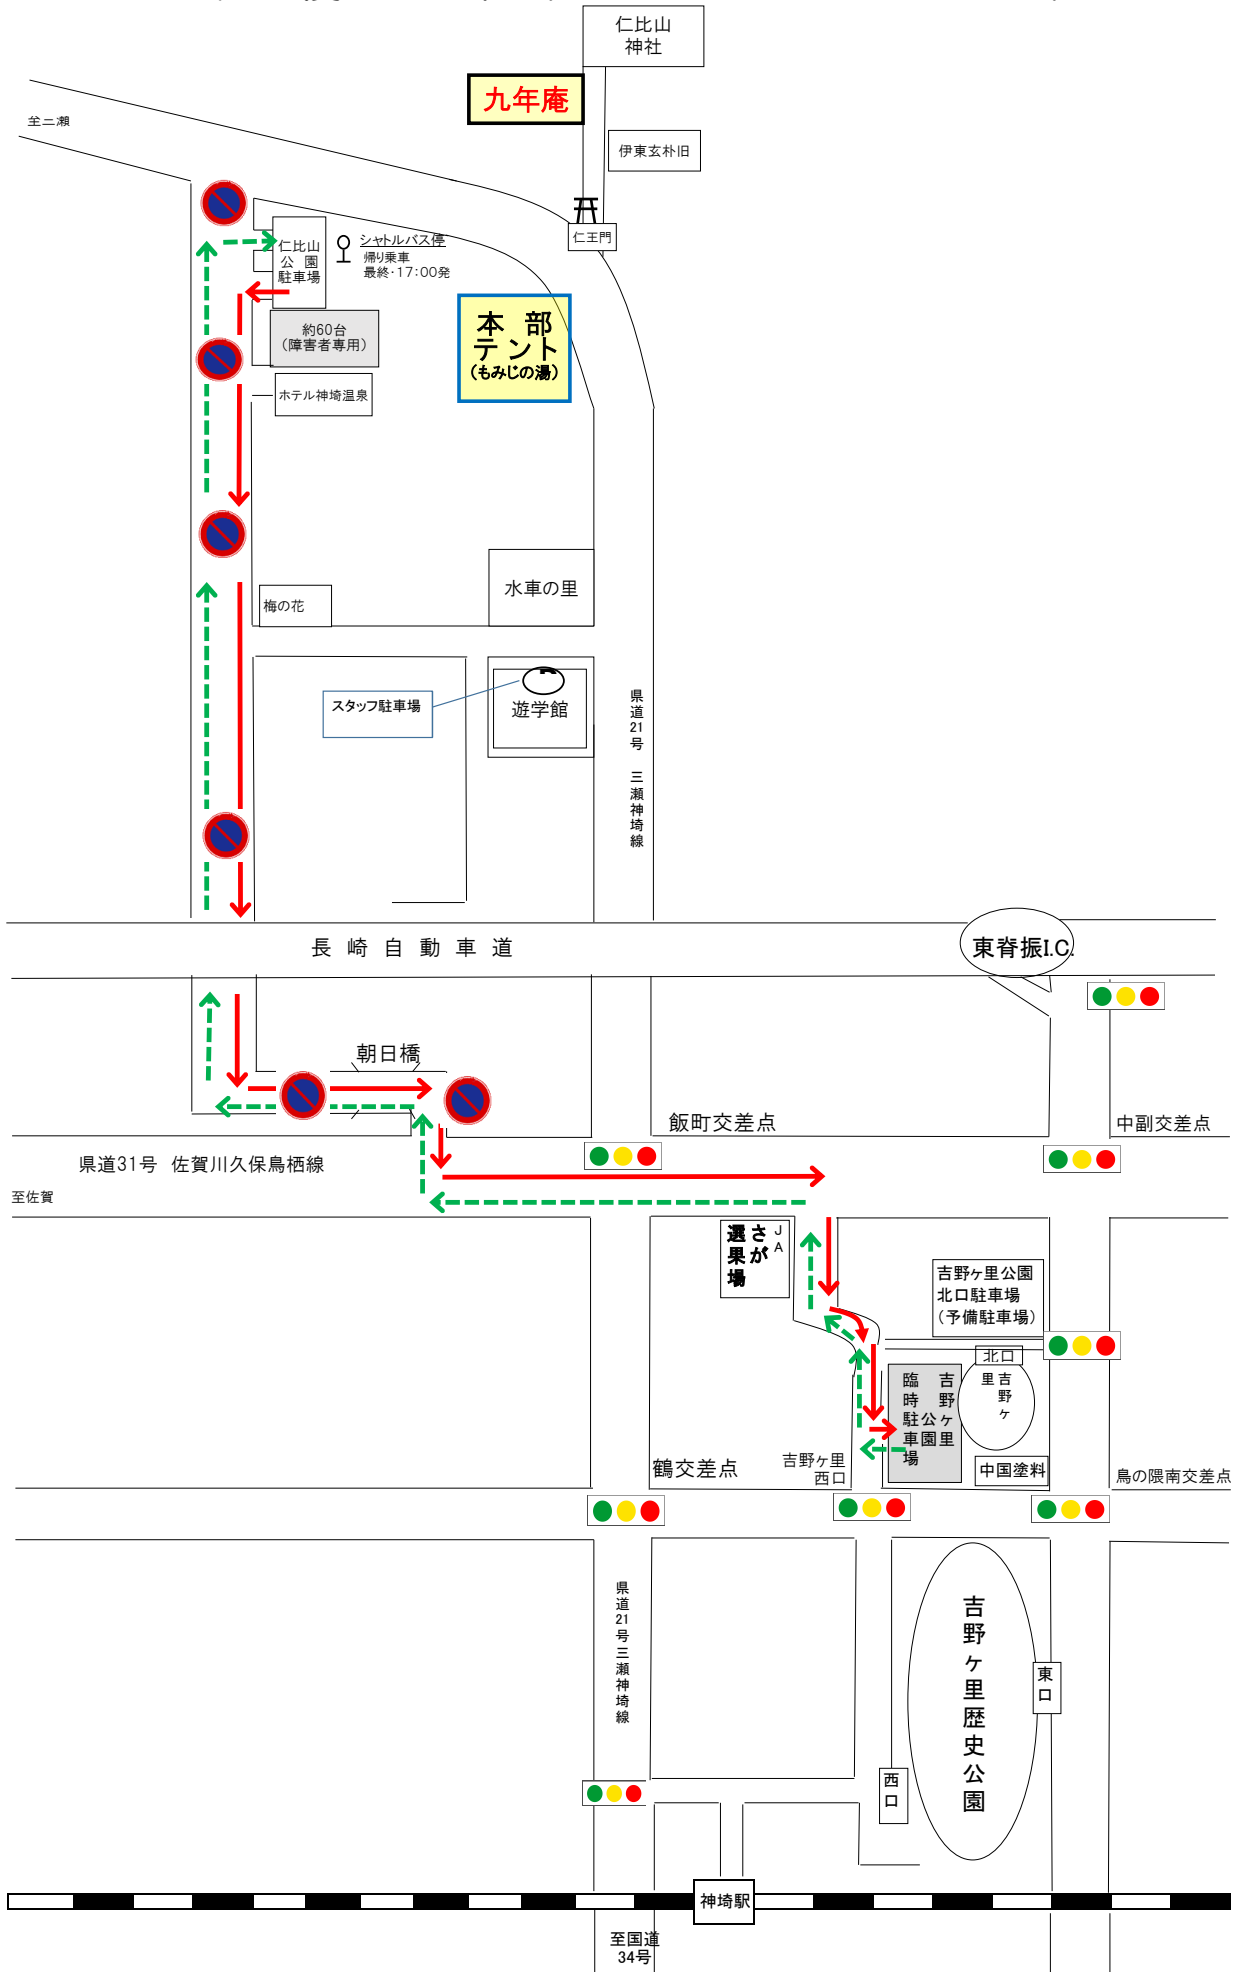 仁比山
神社
九年庵
至三瀬
伊東玄朴旧
仁王門
シャトルバス停
帰り乗車
最終・17:00発
仁比山
公園
駐車場
約60台
(障害者専用)
本部
テント
(もみじの湯)
ホテル神埼温泉
水車の里
梅の花
スタッフ駐車場
遊学館
県道21号 三瀬神埼線
長崎自動車道
東脊振I.C.
朝日橋
飯町交差点
中副交差点
県道31号 佐賀川久保鳥栖線
至佐賀
JA
さが
選果場
吉野ヶ里公園
北口駐車場
(予備駐車場)
北口
吉野ヶ
里
吉野ヶ里
公園
臨時駐車場
中国塗料
鶴交差点
吉野ヶ里
西口
鳥の隈南交差点
県道21号三瀬神埼線
吉野ヶ里歴史公園
東口
西口
神埼駅
至国道
34号